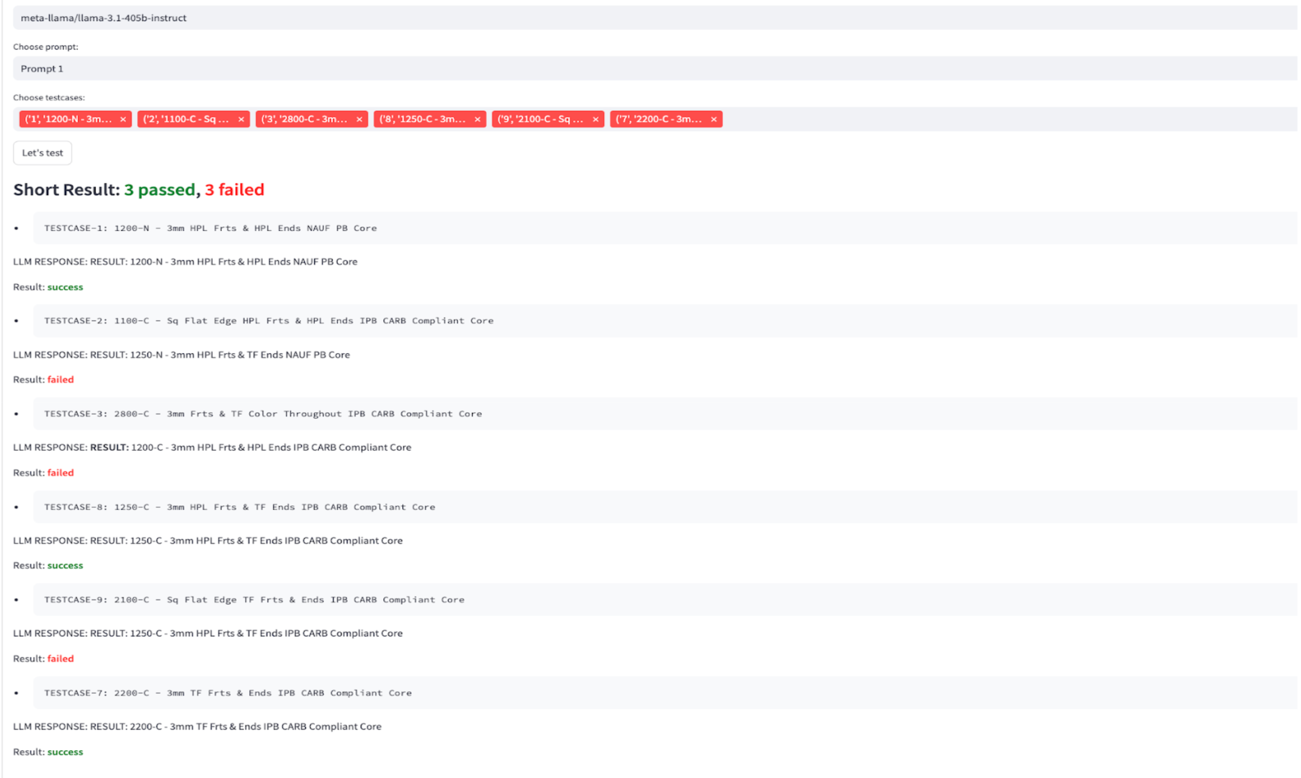 meta-llama/llama-3.1-405b-instruct
Choose prompt:
Prompt 1
Choose testcases:
('1', '1200-N - 3m... × ('2', '1100-C - Sq ... × ('3', '2800-C - 3m... × ('8', '1250-C - 3m... × ('9', '2100-C - Sq ... × ('7', '2200-C - 3m... ×
Let's test
Short Result: 3 passed, 3 failed
• TESTCASE-1: 1200-N - 3mm HPL Frts & HPL Ends NAUF PB Core
LLM RESPONSE: RESULT: 1200-N - 3mm HPL Frts & HPL Ends NAUF PB Core
Result: success
• TESTCASE-2: 1100-C - Sq Flat Edge HPL Frts & HPL Ends IPB CARB Compliant Core
LLM RESPONSE: RESULT: 1250-N - 3mm HPL Frts & TF Ends NAUF PB Core
Result: failed
• TESTCASE-3: 2800-C - 3mm Frts & TF Color Throughout IPB CARB Compliant Core
LLM RESPONSE: RESULT: 1200-C - 3mm HPL Frts & HPL Ends IPB CARB Compliant Core
Result: failed
• TESTCASE-8: 1250-C - 3mm HPL Frts & TF Ends IPB CARB Compliant Core
LLM RESPONSE: RESULT: 1250-C - 3mm HPL Frts & TF Ends IPB CARB Compliant Core
Result: success
• TESTCASE-9: 2100-C - Sq Flat Edge TF Frts & Ends IPB CARB Compliant Core
LLM RESPONSE: RESULT: 1250-C - 3mm HPL Frts & TF Ends IPB CARB Compliant Core
Result: failed
• TESTCASE-7: 2200-C - 3mm TF Frts & Ends IPB CARB Compliant Core
LLM RESPONSE: RESULT: 2200-C - 3mm TF Frts & Ends IPB CARB Compliant Core
Result: success